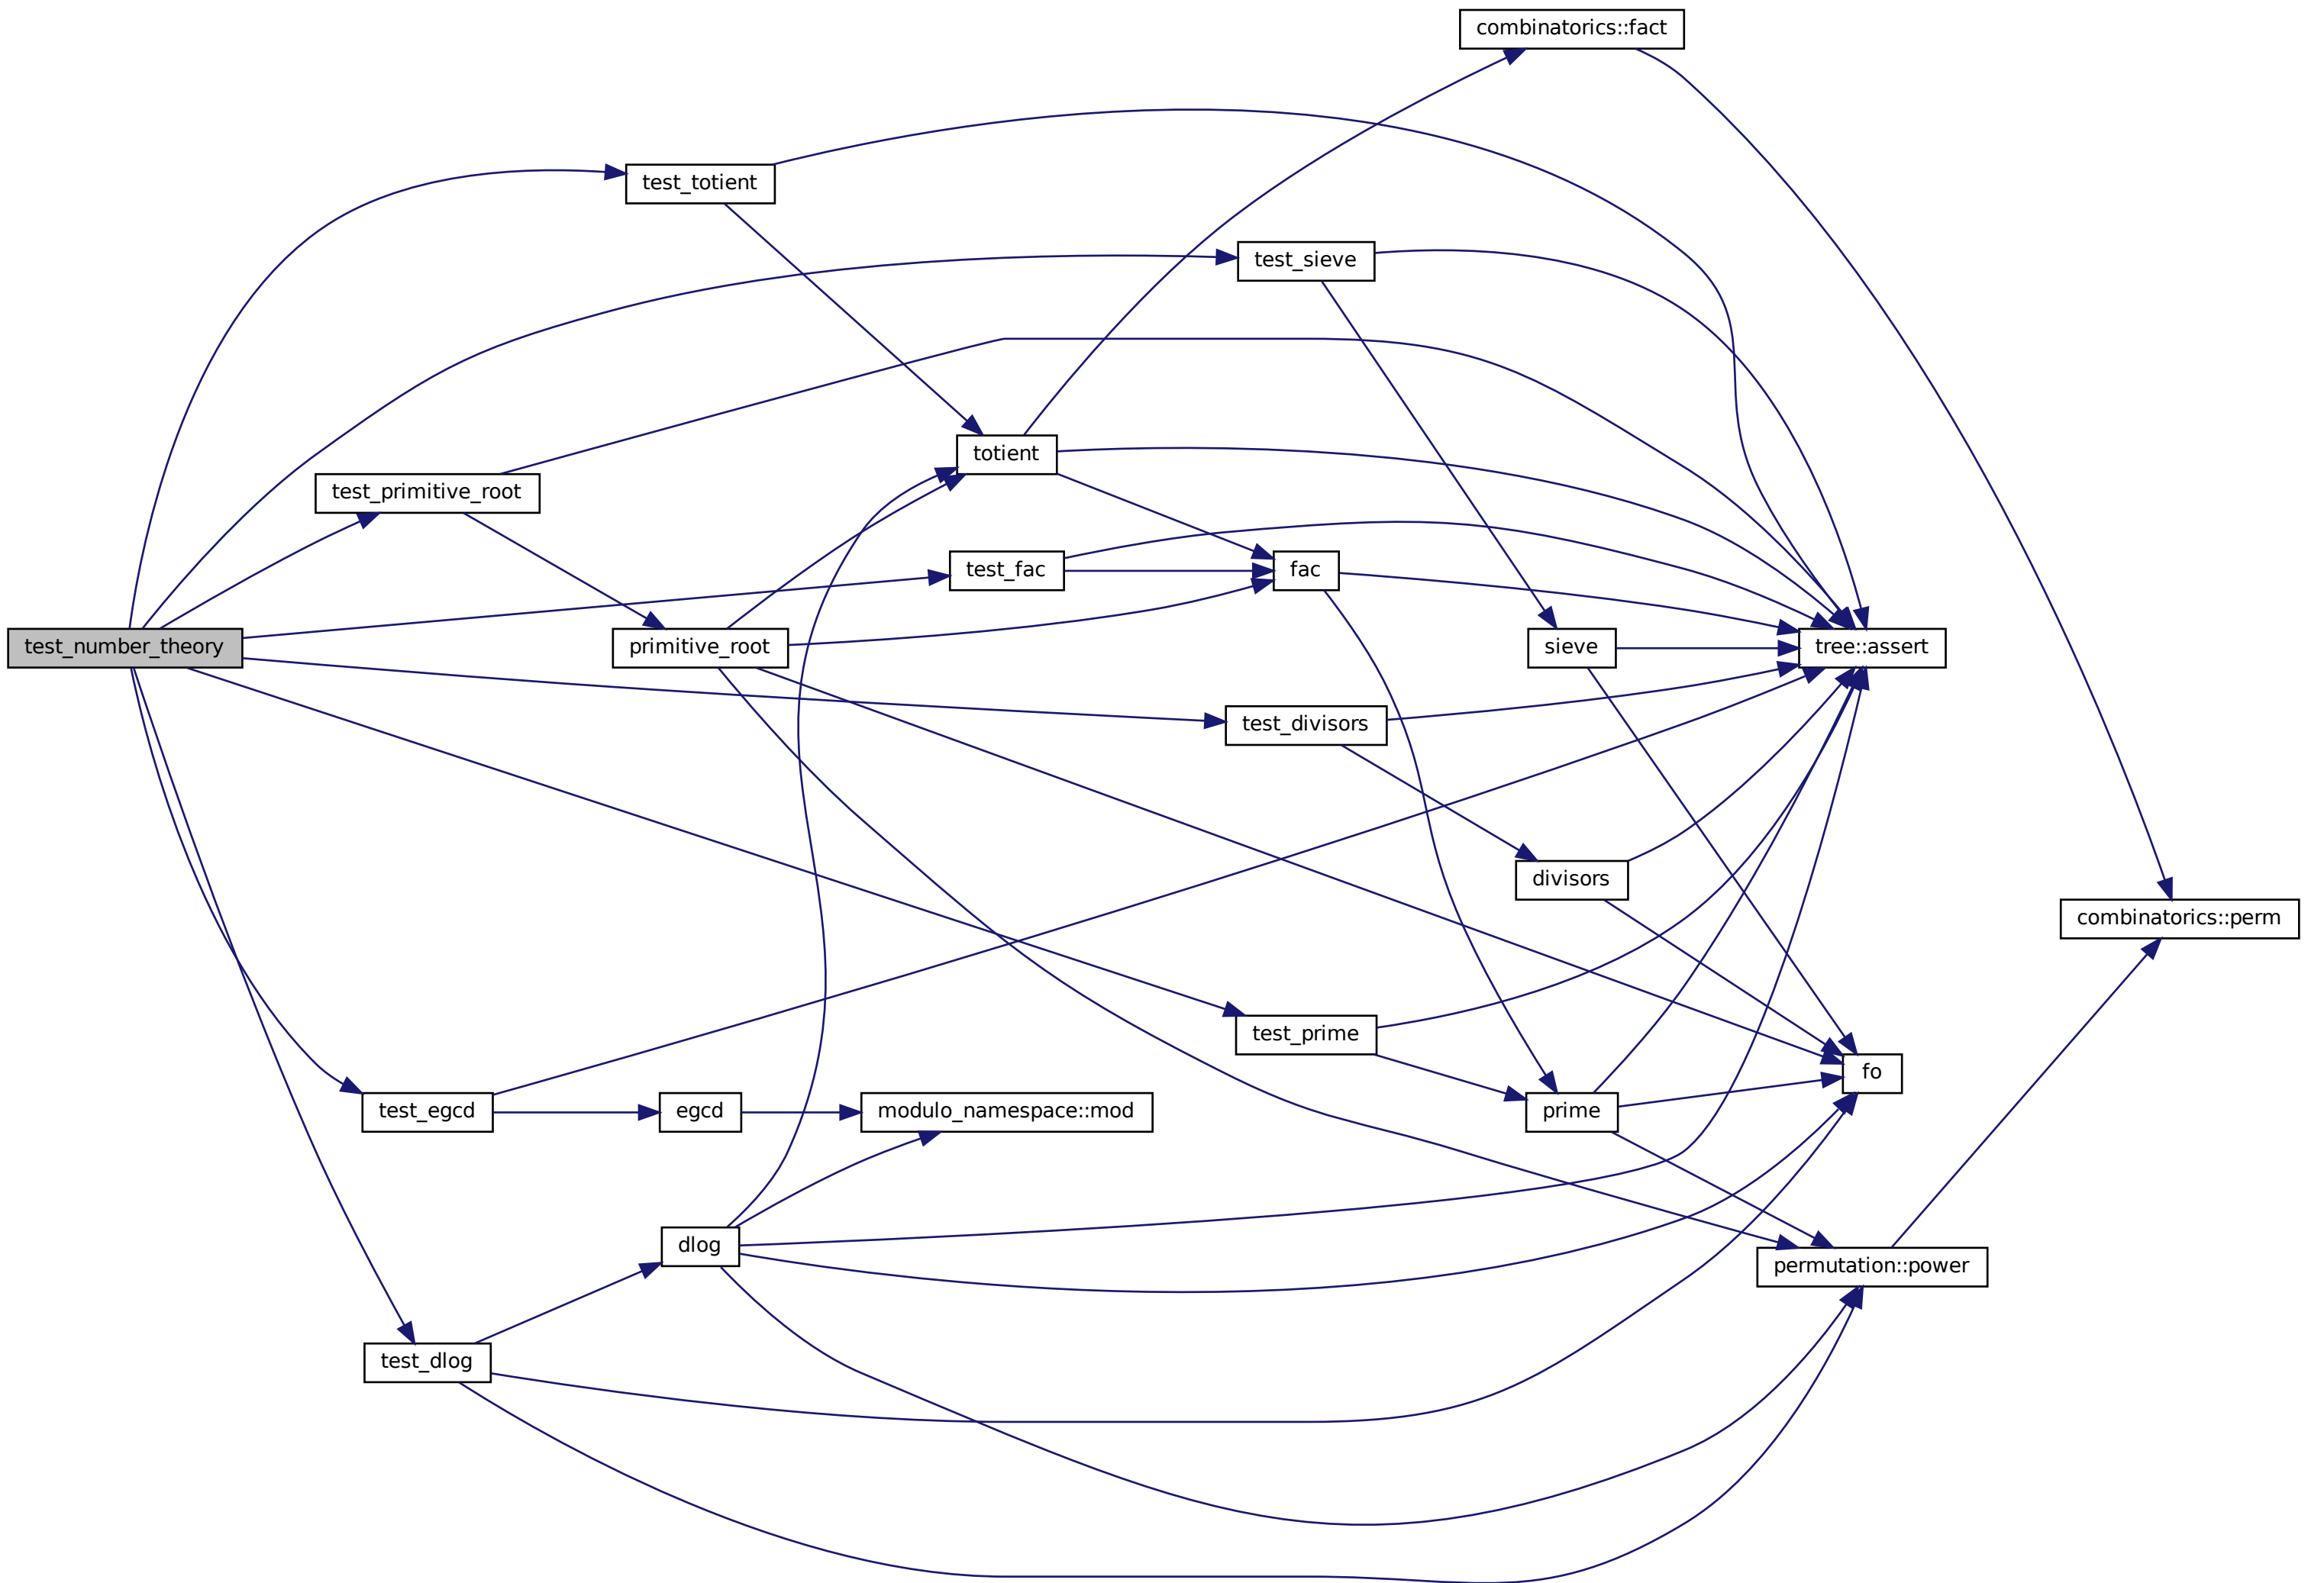 combinatorics::fact
test_totient
test_sieve
totient
test_primitive_root
test_fac
fac
test_number_theory
primitive_root
sieve
tree::assert
test_divisors
divisors
combinatorics::perm
test_prime
fo
test_egcd
egcd
modulo_namespace::mod
prime
dlog
permutation::power
test_dlog